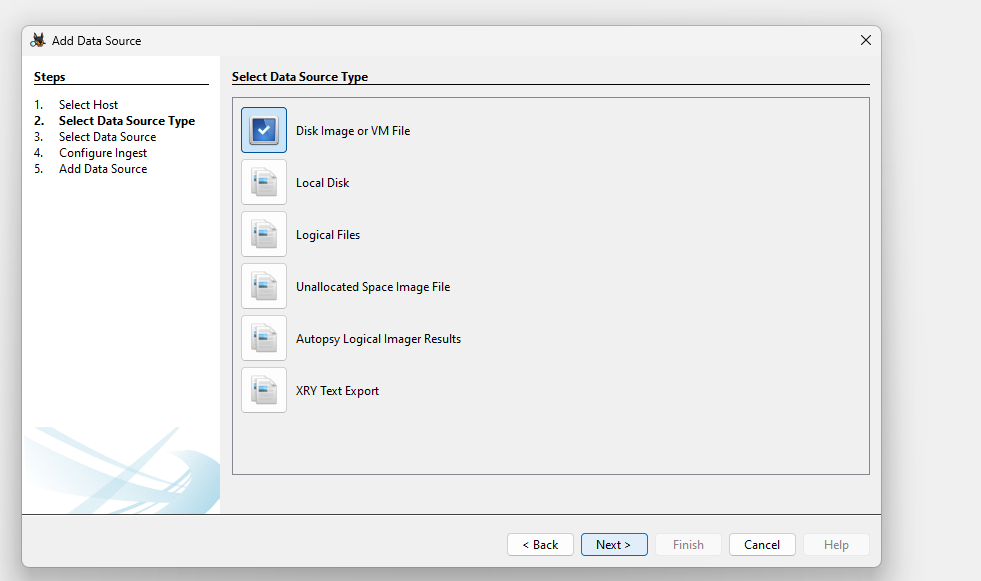 Add Data Source
Steps
1. Select Host
2. Select Data Source Type
3. Select Data Source
4. Configure Ingest
5. Add Data Source
Select Data Source Type
Disk Image or VM File
Local Disk
Logical Files
Unallocated Space Image File
Autopsy Logical Imager Results
XRY Text Export
< Back
Next >
Finish
Cancel
Help